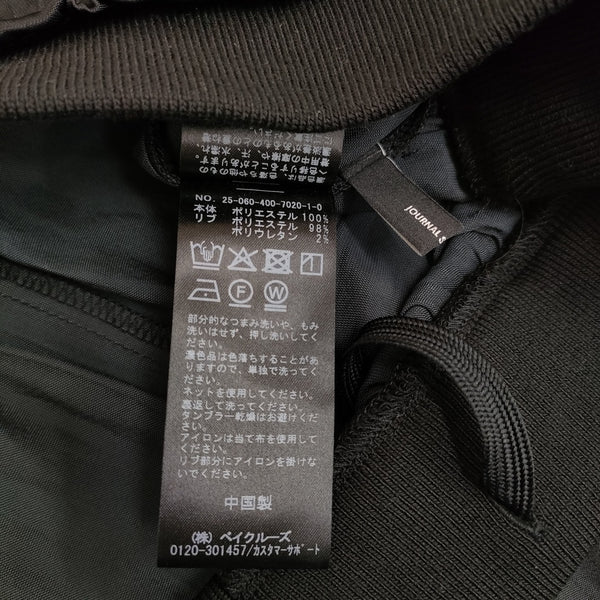 NO. 25-060-400-7020-1-0
本体 ポリエステル 100%
リブ ポリエステル 98%
ポリウレタン 2%
F W
部分的なつまみ洗いや、もみ
洗いはせず、押し洗いしてく
ださい。
濃色品は色落ちすることがあ
りますので、単独で洗ってく
ださい。
ネットを使用してください。
裏返して洗ってください。
タンブラー乾燥はお避けくだ
さい。
アイロンは当て布を使用して
ください。
リブ部分にアイロンを掛けな
いでください。
中国製
(株) ベイクルーズ
0120-301457/カスタマーサポート
JOURNAL S